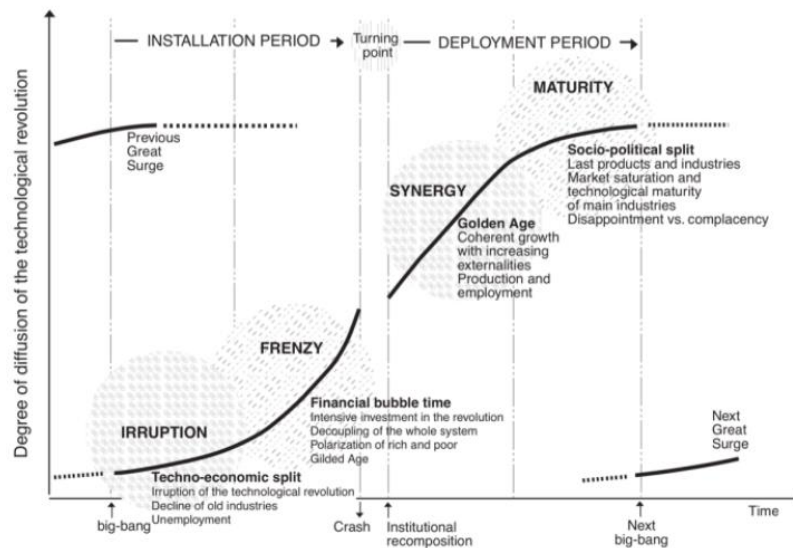 INSTALLATION PERIOD
Turning
point
DEPLOYMENT PERIOD
Degree of diffusion of the technological revolution
Previous
Great
Surge
MATURITY
Socio-political split
Last products and industries
Market saturation and
technological maturity
of main industries
Disappointment vs. complacency
SYNERGY
Golden Age
Coherent growth
with increasing
externalities
Production and
employment
FRENZY
Financial bubble time
Intensive investment in the revolution
Decoupling of the whole system
Polarization of rich and poor
Gilded Age
IRRUPTION
Techno-economic split
Irruption of the technological revolution
Decline of old industries
Unemployment
Next
Great
Surge
Time
big-bang
Crash
Institutional
recomposition
Next
big-bang